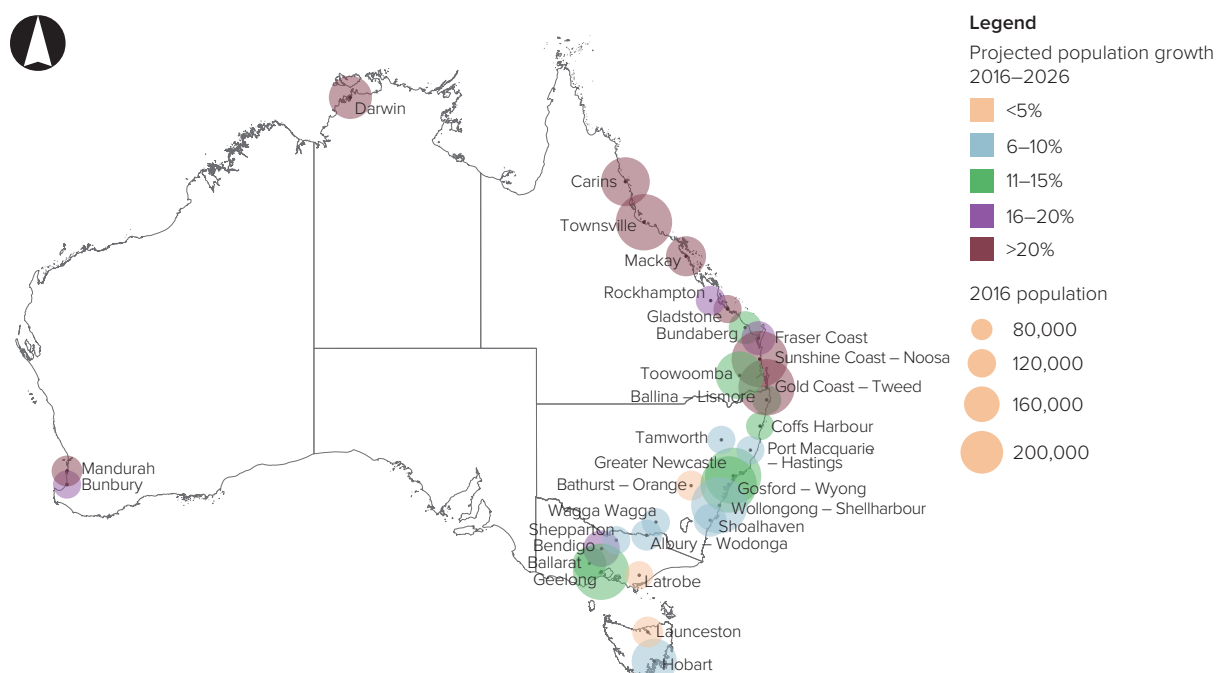 Legend
Projected population growth
2016–2026
<5%
6–10%
11–15%
16–20%
>20%
2016 population
80,000
120,000
160,000
200,000
Darwin
Carins
Townsville
Mackay
Rockhampton
Gladstone
Bundaberg
Fraser Coast
Sunshine Coast – Noosa
Toowoomba
Gold Coast – Tweed
Ballina – Lismore
Coffs Harbour
Tamworth
Port Macquarie
– Hastings
Greater Newcastle
Bathurst – Orange
Gosford – Wyong
Wollongong – Shellharbour
Wagga Wagga
Shoalhaven
Shepparton
Albury – Wodonga
Bendigo
Ballarat
Geelong
Latrobe
Launceston
Hobart
Mandurah
Bunbury